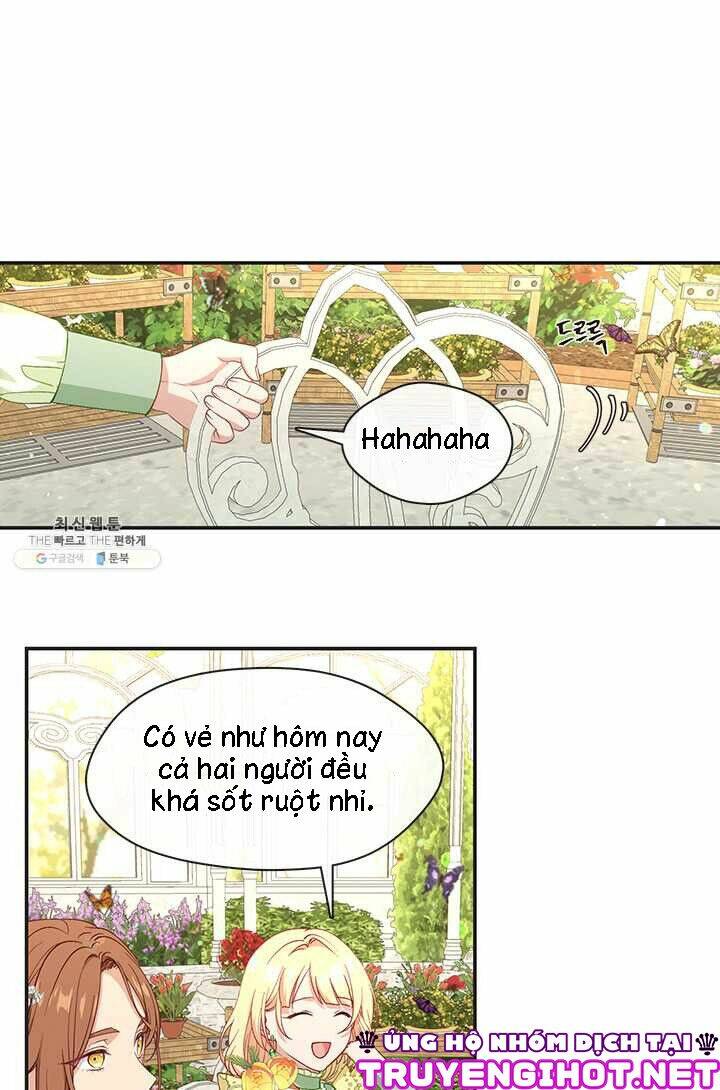 드르륵
Hahahaha
최신웹툰
THE 빠르고 THE 편하게
구글검색 툰북
Có vẻ như hôm nay
cả hai người đều
khá sốt ruột nhỉ.
ỦNG HỘ NHÓM DỊCH TẠI
TRUYENGIHOT.NET